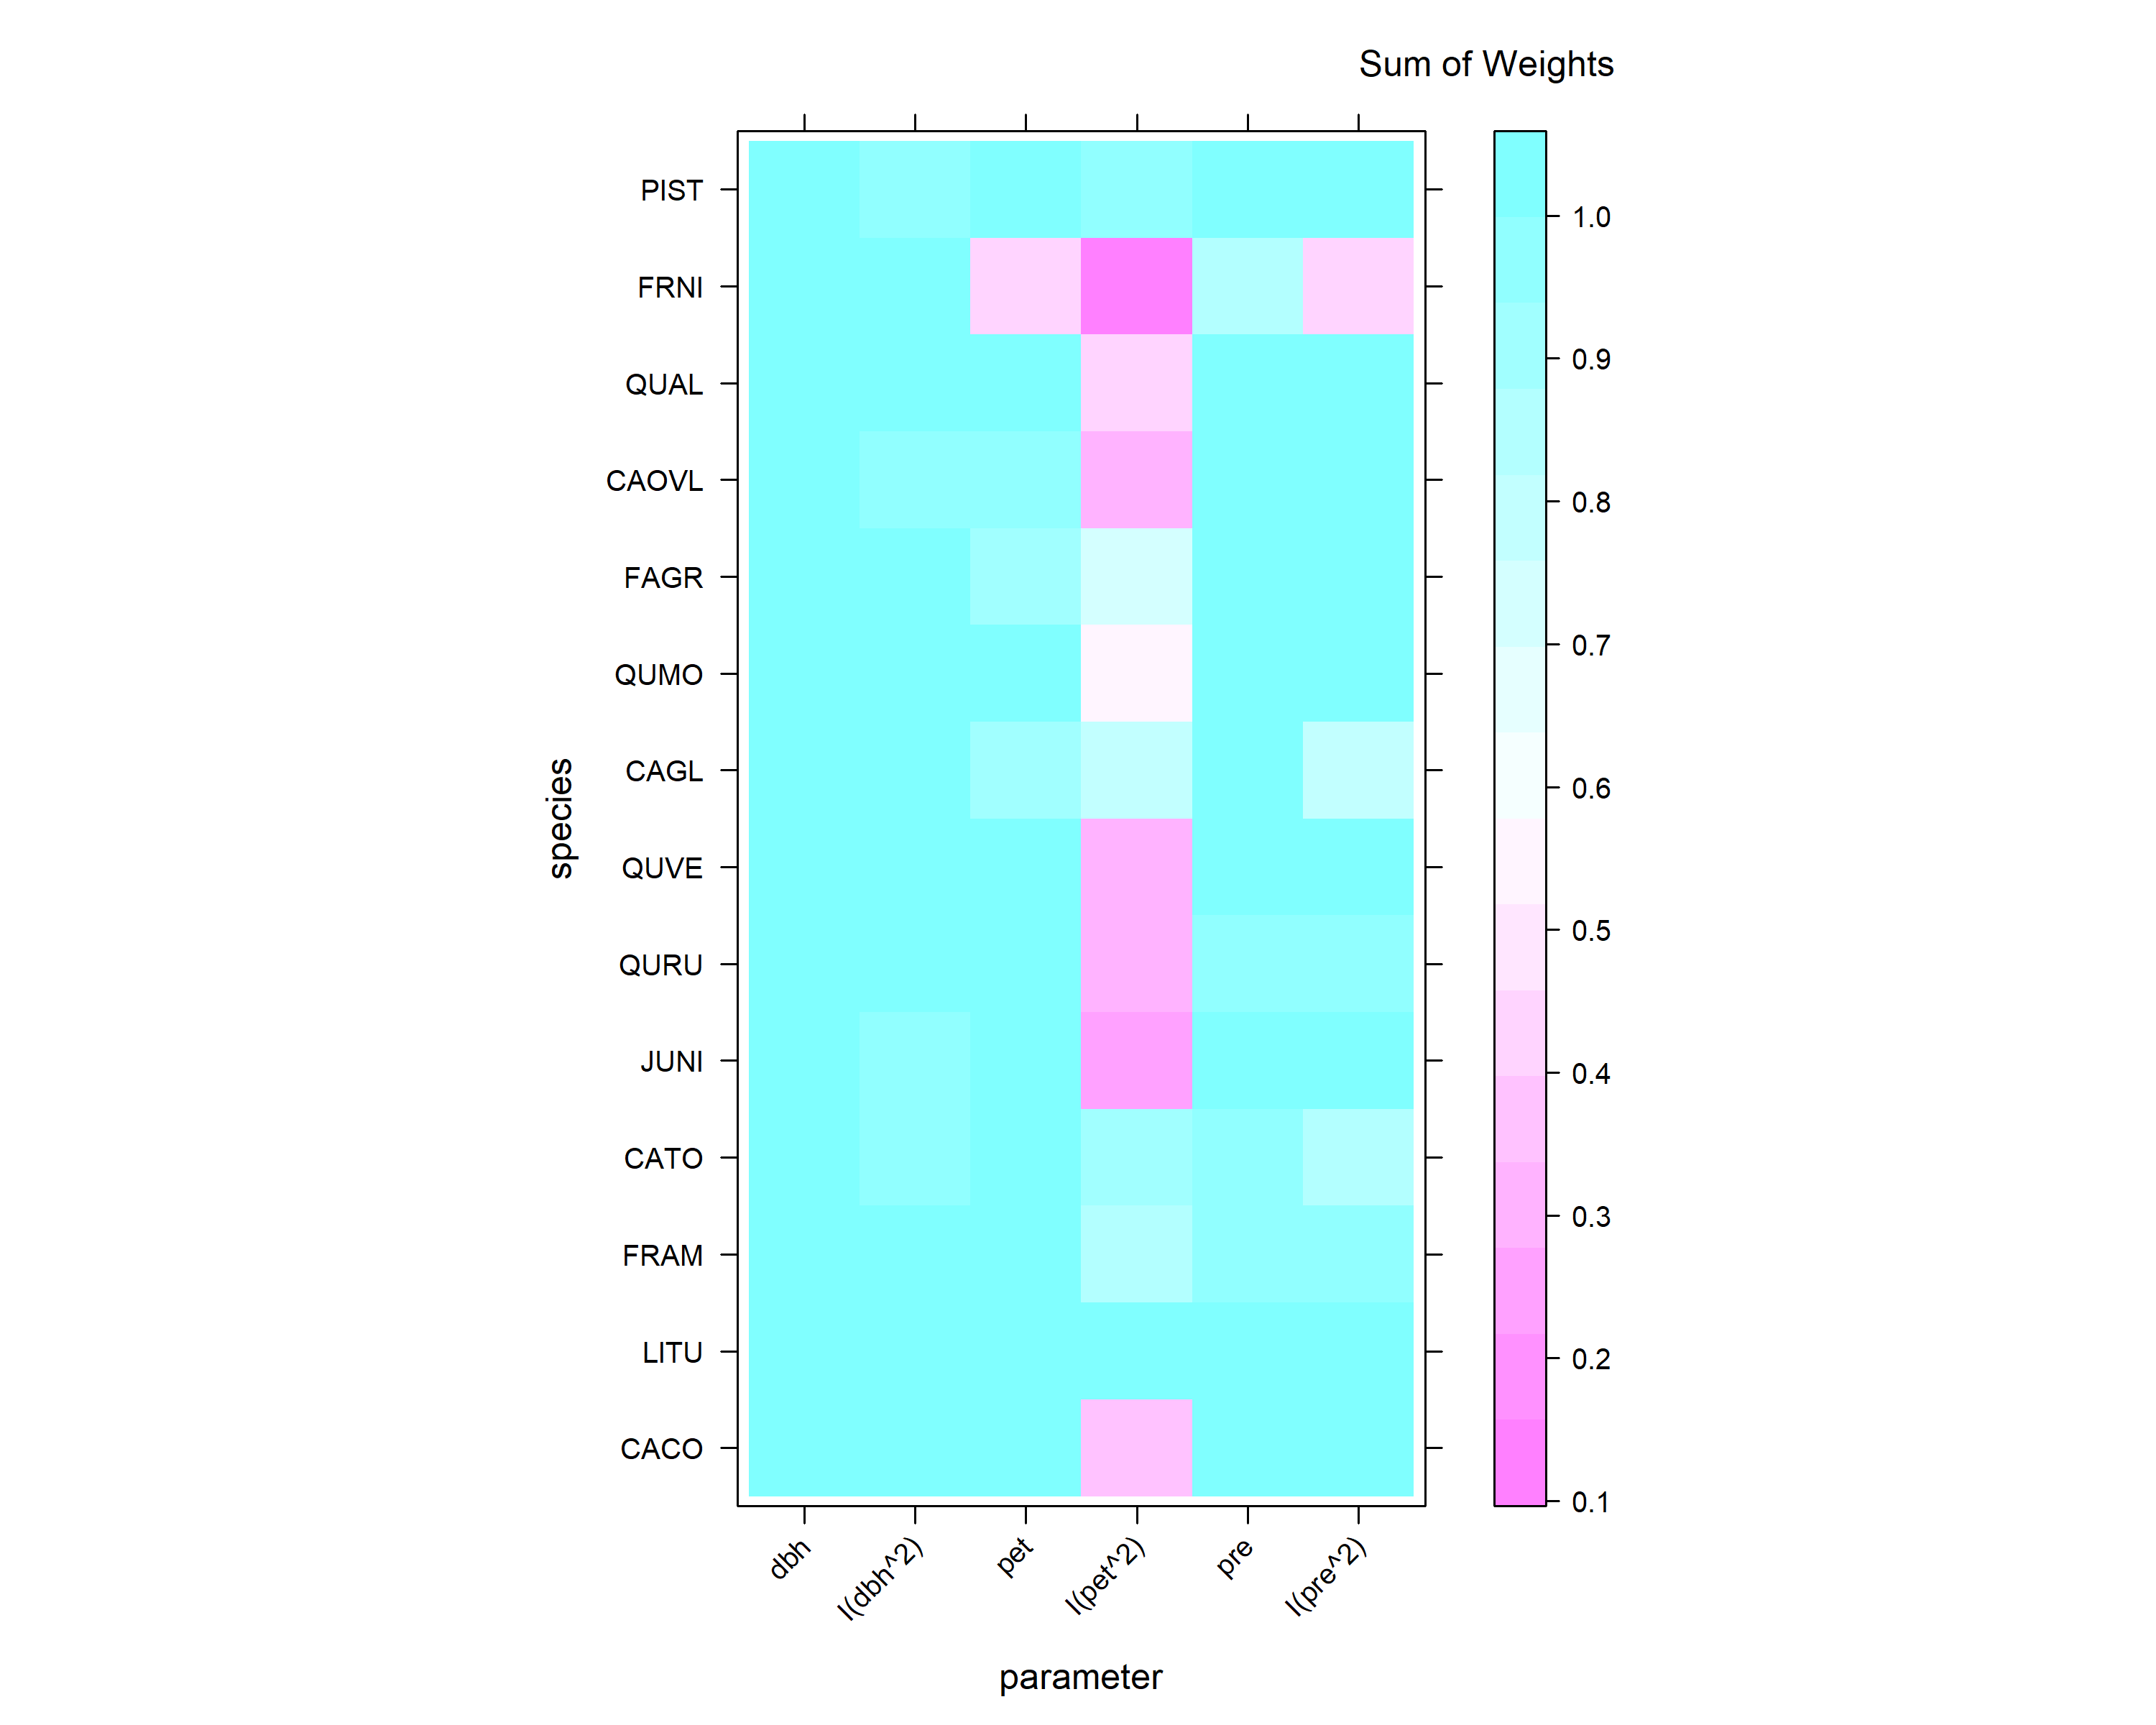 Sum of Weights
PIST
FRNI
QUAL
CAOVL
FAGR
QUMO
CAGL
QUVE
QURU
JUNI
CATO
FRAM
LITU
CACO
species
1.0
0.9
0.8
0.7
0.6
0.5
0.4
0.3
0.2
0.1
dbh
I(dbh^2)
pet
I(pet^2)
pre
I(pre^2)
parameter